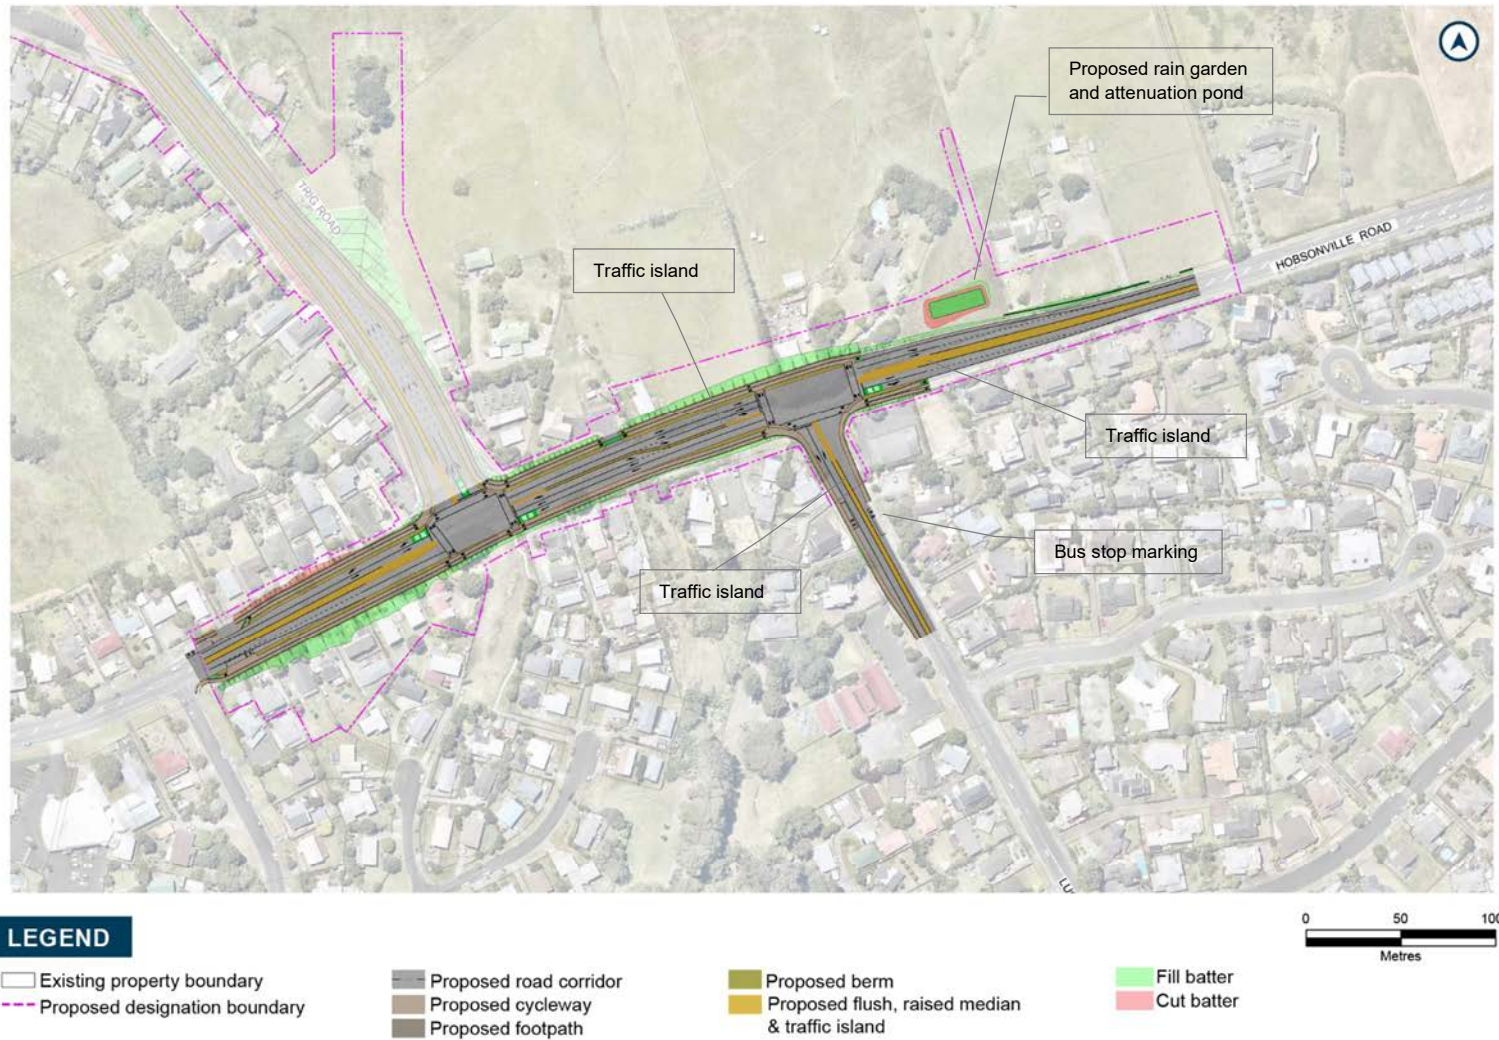 Proposed rain garden
and attenuation pond
TRIG ROAD
HOBSONVILLE ROAD
Traffic island
Traffic island
Bus stop marking
Traffic island
LU
LEGEND
Existing property boundary
Proposed designation boundary
Proposed road corridor
Proposed cycleway
Proposed footpath
Proposed berm
Proposed flush, raised median
& traffic island
Fill batter
Cut batter
0 50 100
Metres